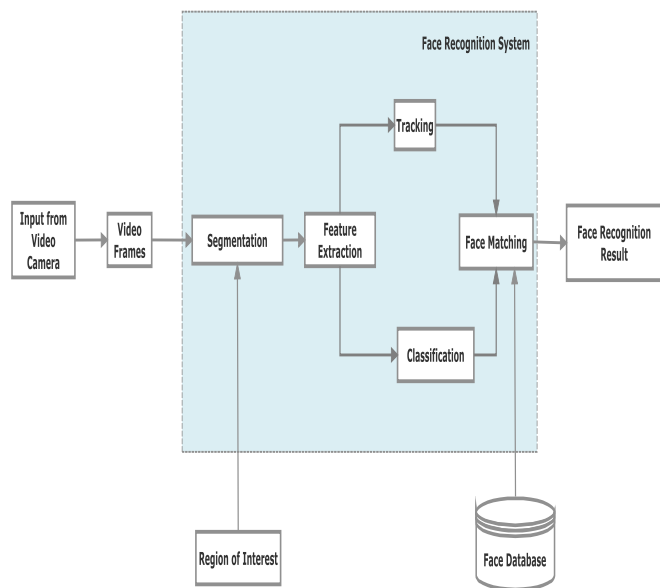 Face Recognition System
Tracking
Input from
Video
Camera
Video
Frames
Segmentation
Feature
Extraction
Face Matching
Face Recognition
Result
Classification
Region of Interest
Face Database